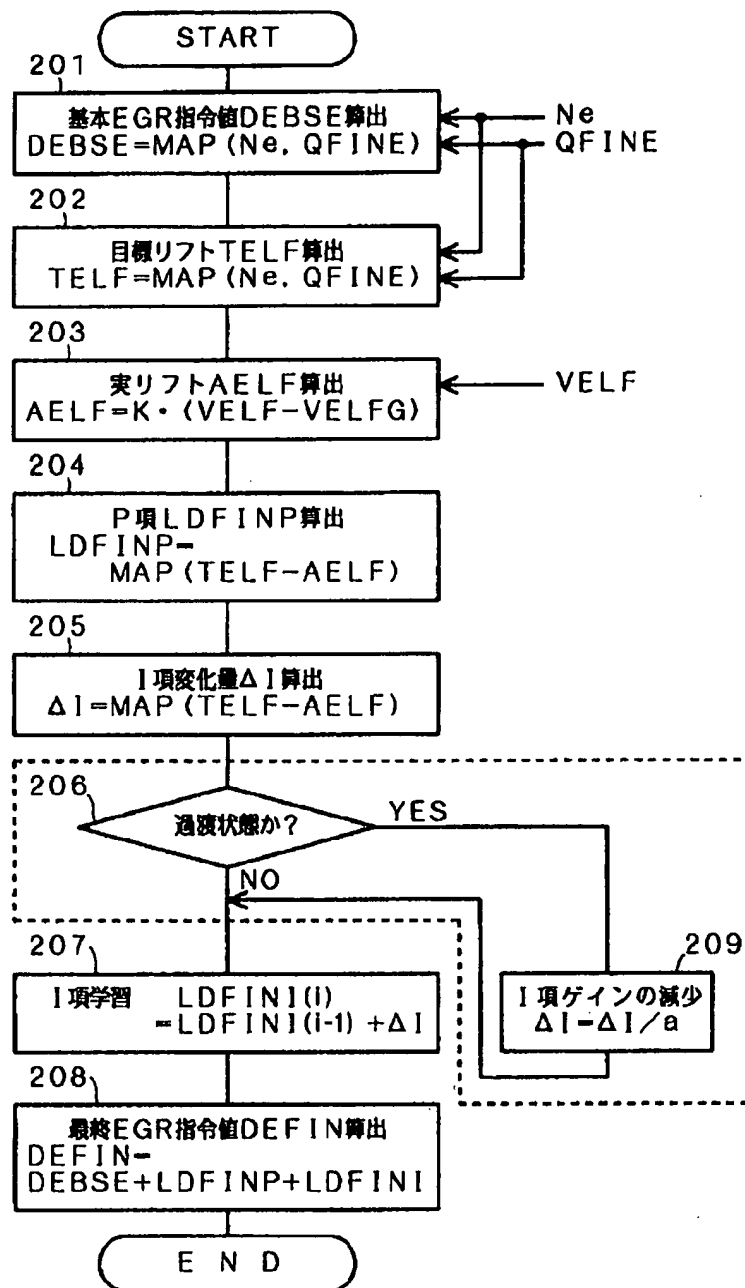 START
201
基本EGR指令値DEBSE算出
DEBSE=MAP(Ne, QFINE)
Ne
QFINE
202
目標リフトTELF算出
TELF=MAP(Ne, QFINE)
203
実リフトAELF算出
AELF=K・(VELF-VELFG)
VELF
204
P項LDFINP算出
LDFINP=
MAP(TELF-AELF)
205
I項変化量ΔI算出
ΔI=MAP(TELF-AELF)
206
過渡状態か？
YES
NO
207
I項学習 LDFINI(i)
=LDFINI(i-1)+ΔI
209
I項ゲインの減少
ΔI=ΔI/a
208
最終EGR指令値DEFIN算出
DEFIN=
DEBSE+LDFINP+LDFINI
END